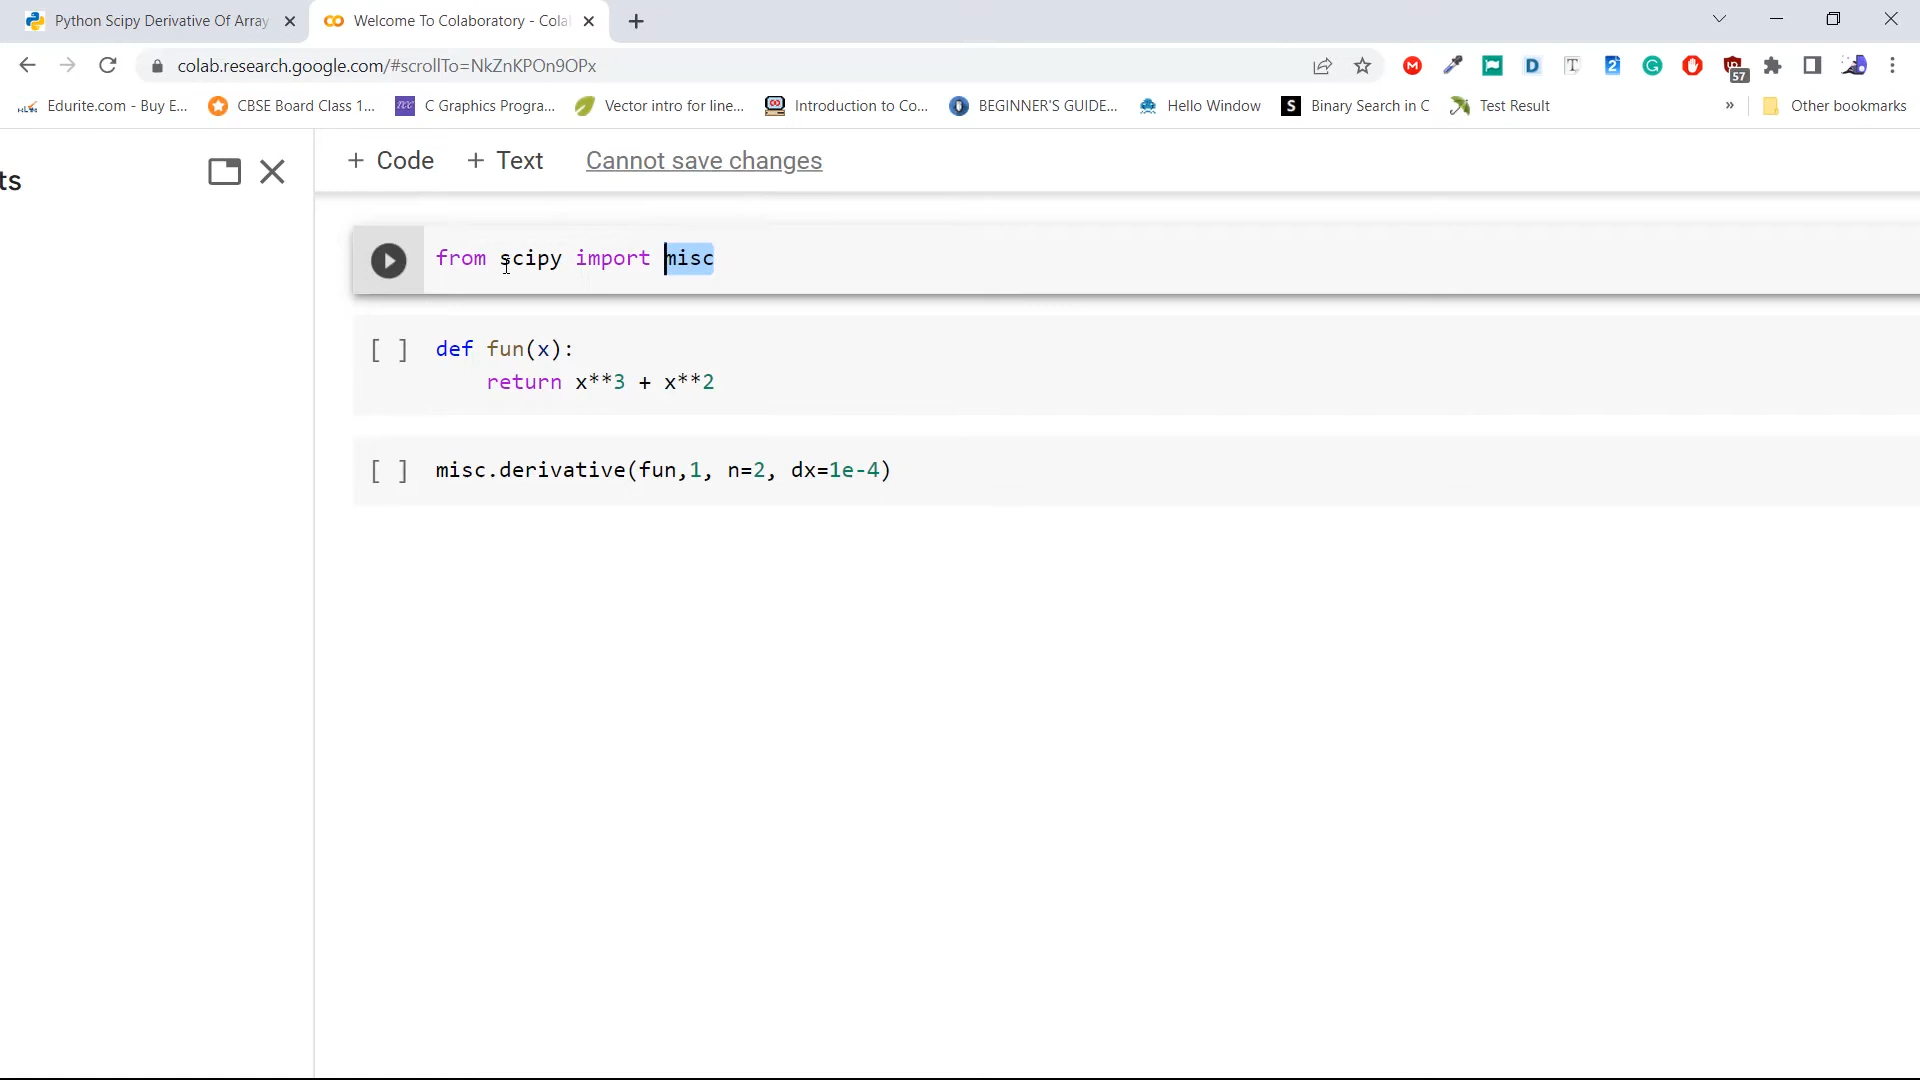 Python Scipy Derivative Of Array
Welcome To Colaboratory - Cola
colab.research.google.com/#scrollTo=NkZnKPOn9OPx
57
Edurite.com - Buy E...
CBSE Board Class 1...
C Graphics Progra...
Vector intro for line...
Introduction to Co...
BEGINNER'S GUIDE...
Hello Window
Binary Search in C
Test Result
» Other bookmarks
ts
+ Code + Text Cannot save changes
from scipy import misc
[ ] def fun(x):
return x**3 + x**2
[ ] misc.derivative(fun,1, n=2, dx=1e-4)